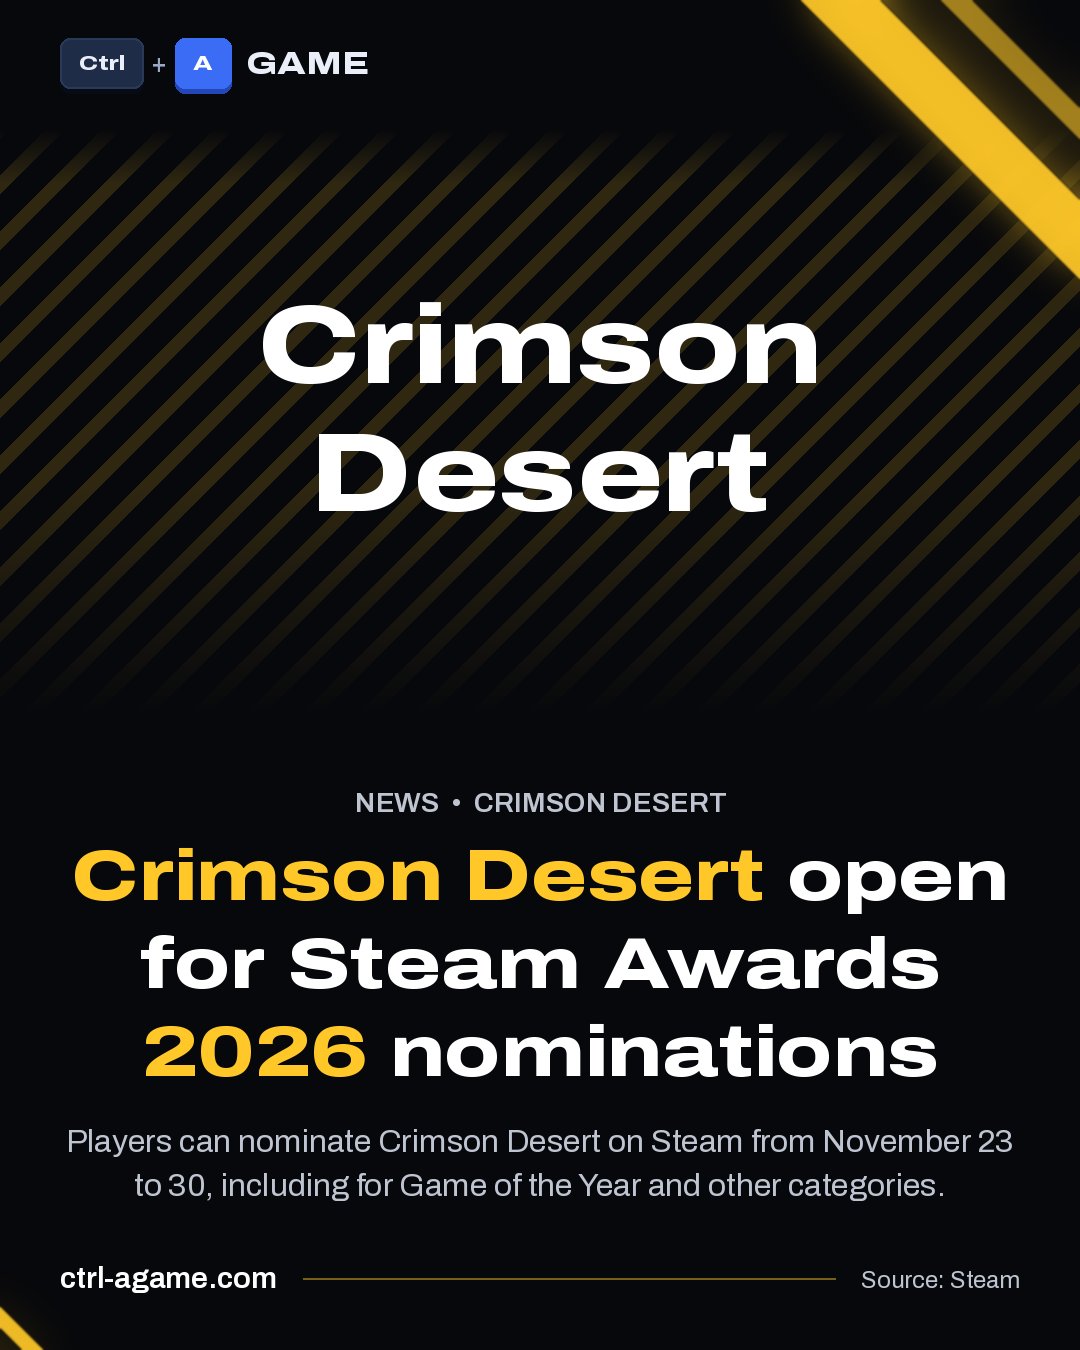 Ctrl + A GAME
Crimson
Desert
NEWS • CRIMSON DESERT
Crimson Desert open
for Steam Awards
2026 nominations
Players can nominate Crimson Desert on Steam from November 23
to 30, including for Game of the Year and other categories.
ctrl-agame.com
Source: Steam